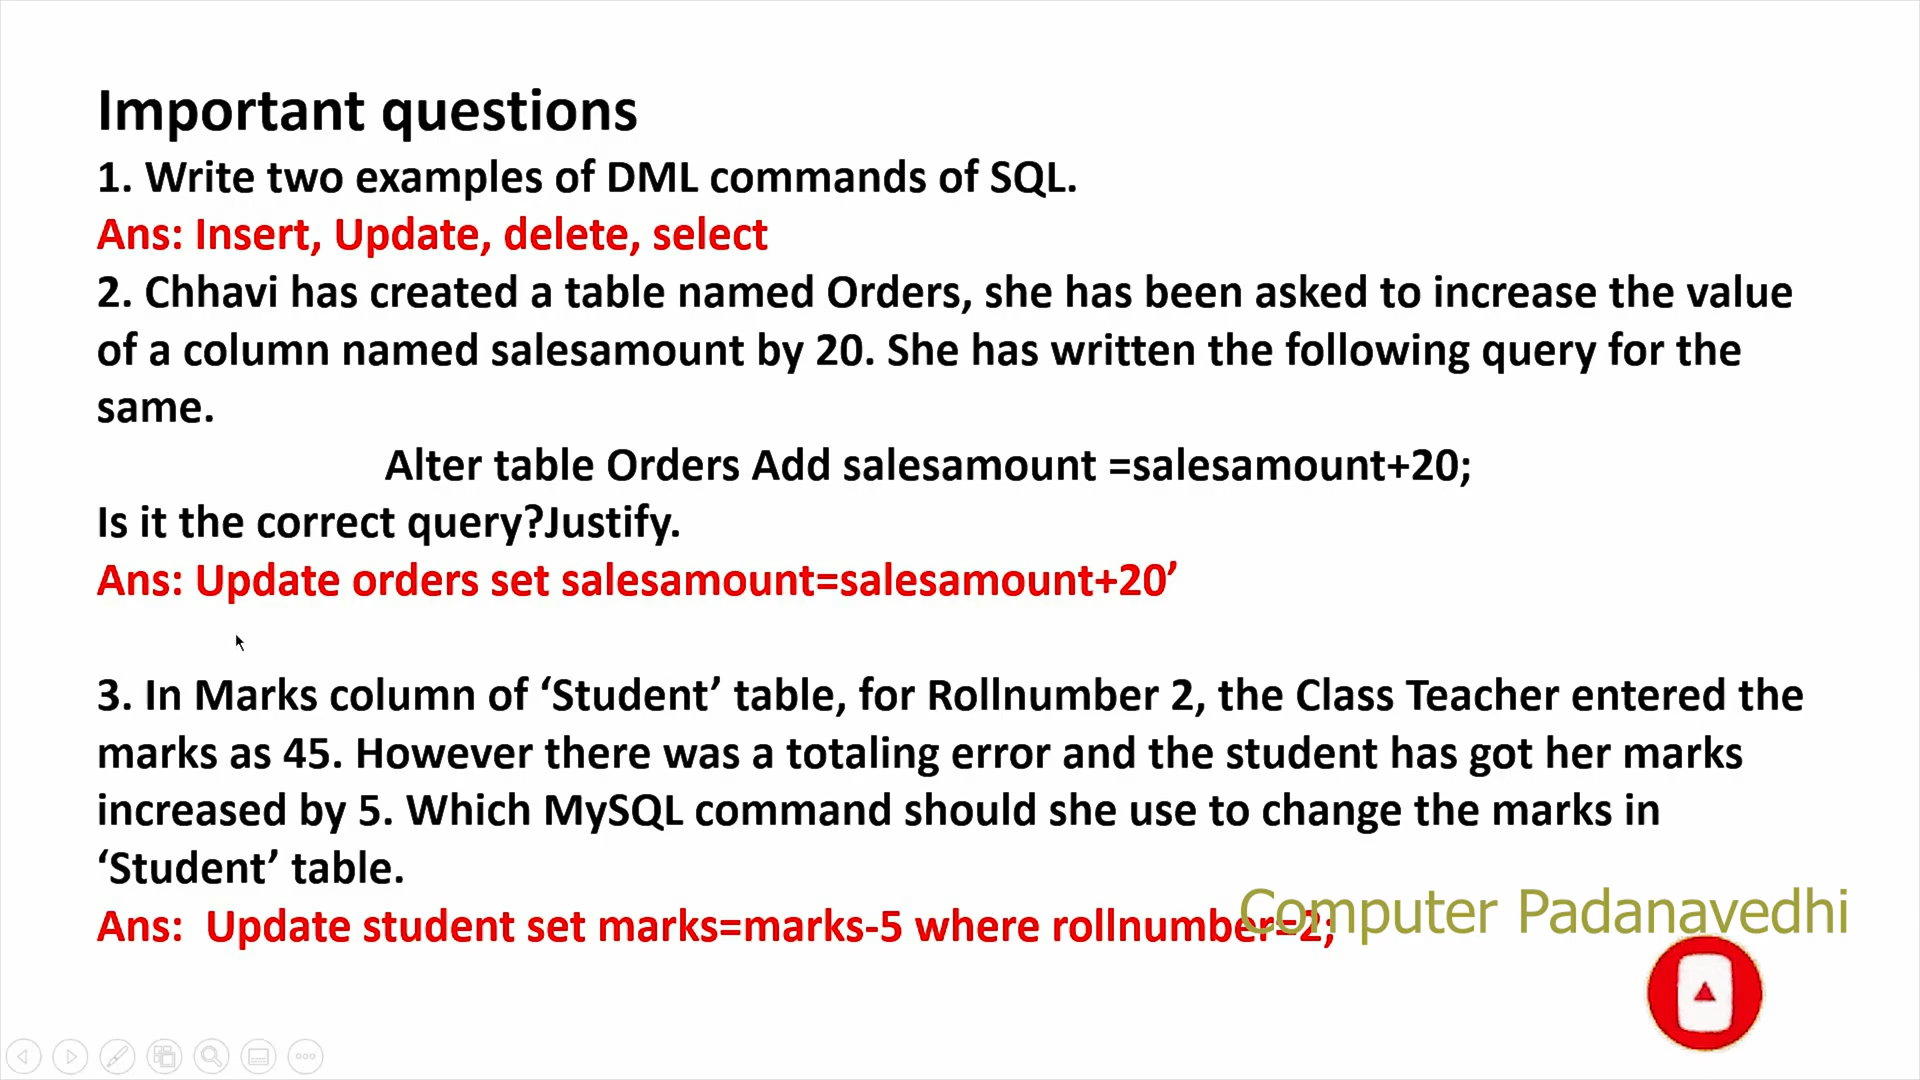 Important questions
1. Write two examples of DML commands of SQL.
Ans: Insert, Update, delete, select
2. Chhavi has created a table named Orders, she has been asked to increase the value
of a column named salesamount by 20. She has written the following query for the
same.
Alter table Orders Add salesamount =salesamount+20;
Is it the correct query?Justify.
Ans: Update orders set salesamount=salesamount+20’
3. In Marks column of ‘Student’ table, for Rollnumber 2, the Class Teacher entered the
marks as 45. However there was a totaling error and the student has got her marks
increased by 5. Which MySQL command should she use to change the marks in
‘Student’ table.
Ans:  Update student set marks=marks-5 where rollnumber=2;
Computer Padanavedhi